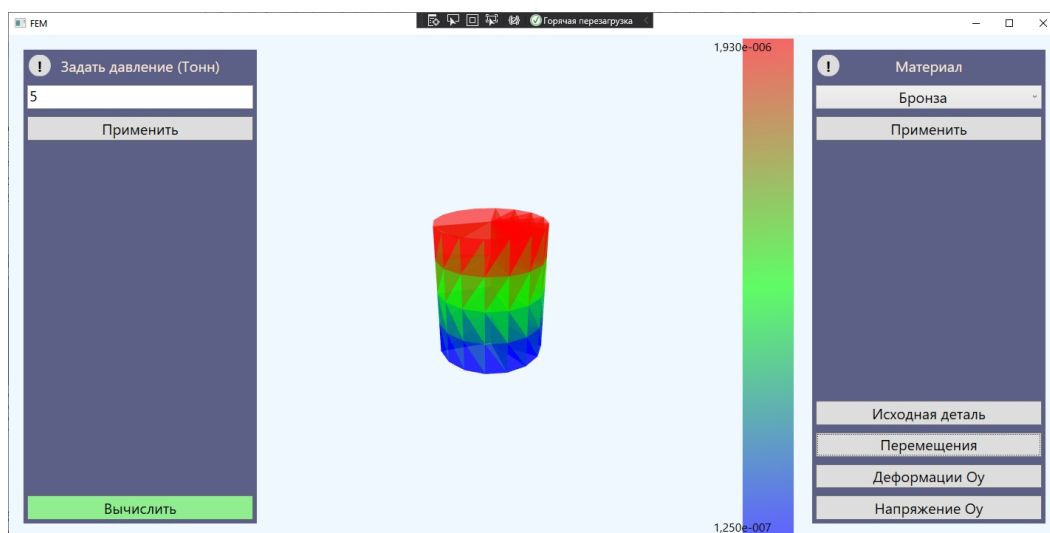 FEM
Горячая перезагрузка
! Задать давление (Тонн)
5
Применить
Вычислить
1,930e-006
1,250e-007
! Материал
Бронза
Применить
Исходная деталь
Перемещения
Деформации Оу
Напряжение Оу